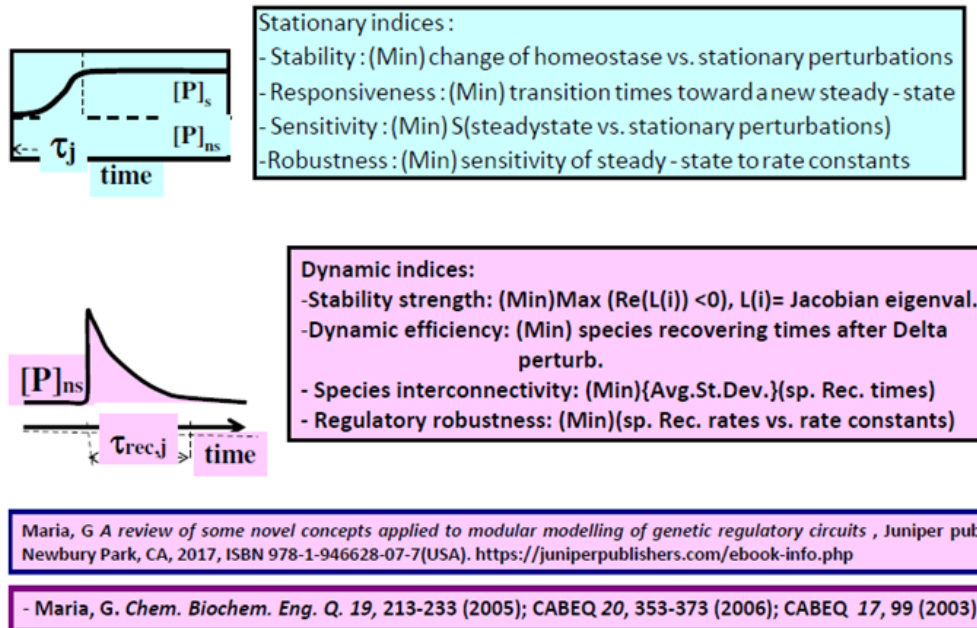 Stationary indices :
- Stability : (Min) change of homeostase vs. stationary perturbations
- Responsiveness : (Min) transition times toward a new steady - state
- Sensitivity : (Min) S(steadystate vs. stationary perturbations)
-Robustness : (Min) sensitivity of steady - state to rate constants
[P]s
[P]ns
τj
time
Dynamic indices:
-Stability strength: (Min)Max (Re(L(i)) <0), L(i)= Jacobian eigenval.
-Dynamic efficiency: (Min) species recovering times after Delta
perturb.
- Species interconnectivity: (Min){Avg.St.Dev.}(sp. Rec. times)
- Regulatory robustness: (Min)(sp. Rec. rates vs. rate constants)
[P]ns
τrec,j
time
Maria, G A review of some novel concepts applied to modular modelling of genetic regulatory circuits , Juniper pub
Newbury Park, CA, 2017, ISBN 978-1-946628-07-7(USA). https://juniperpublishers.com/ebook-info.php
- Maria, G. Chem. Biochem. Eng. Q. 19, 213-233 (2005); CABEQ 20, 353-373 (2006); CABEQ 17, 99 (2003)